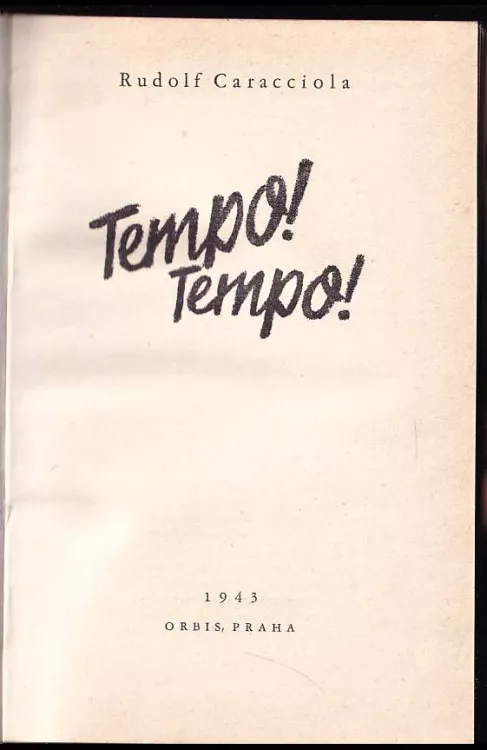 Rudolf Caracciola
Tempo!
Tempo!
1943
ORBIS, PRAHA